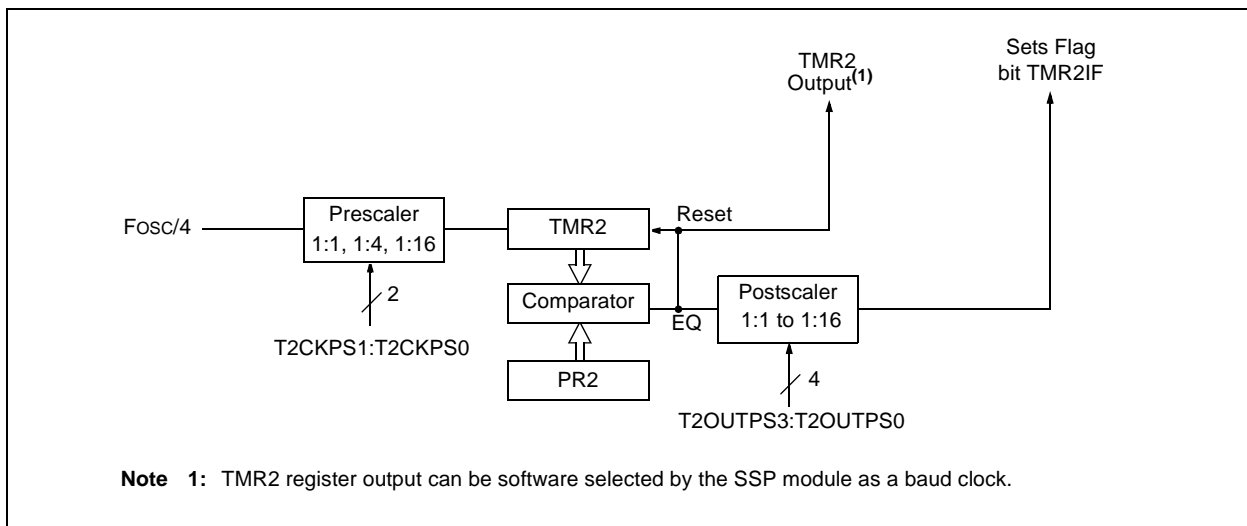 TMR2
Output(1)
Sets Flag
bit TMR2IF
FOSC/4
Prescaler
1:1, 1:4, 1:16
TMR2
Reset
2
Comparator
EQ
Postscaler
1:1 to 1:16
T2CKPS1:T2CKPS0
PR2
4
T2OUTPS3:T2OUTPS0
Note 1: TMR2 register output can be software selected by the SSP module as a baud clock.